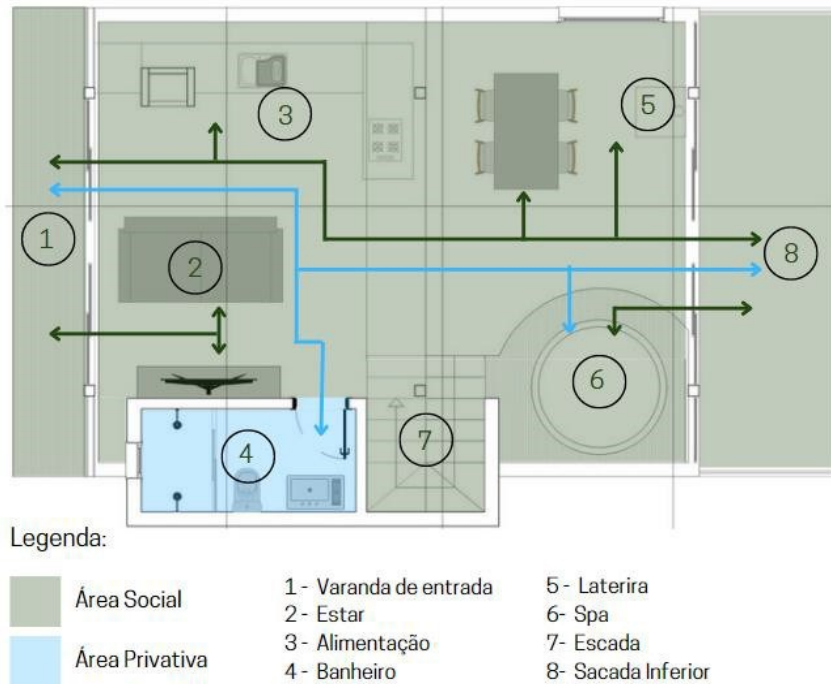 3
5
1
2
8
6
4
7
Legenda:
Área Social
Área Privativa
1 - Varanda de entrada
2 - Estar
3 - Alimentação
4 - Banheiro
5 - Laterira
6- Spa
7- Escada
8- Sacada Inferior